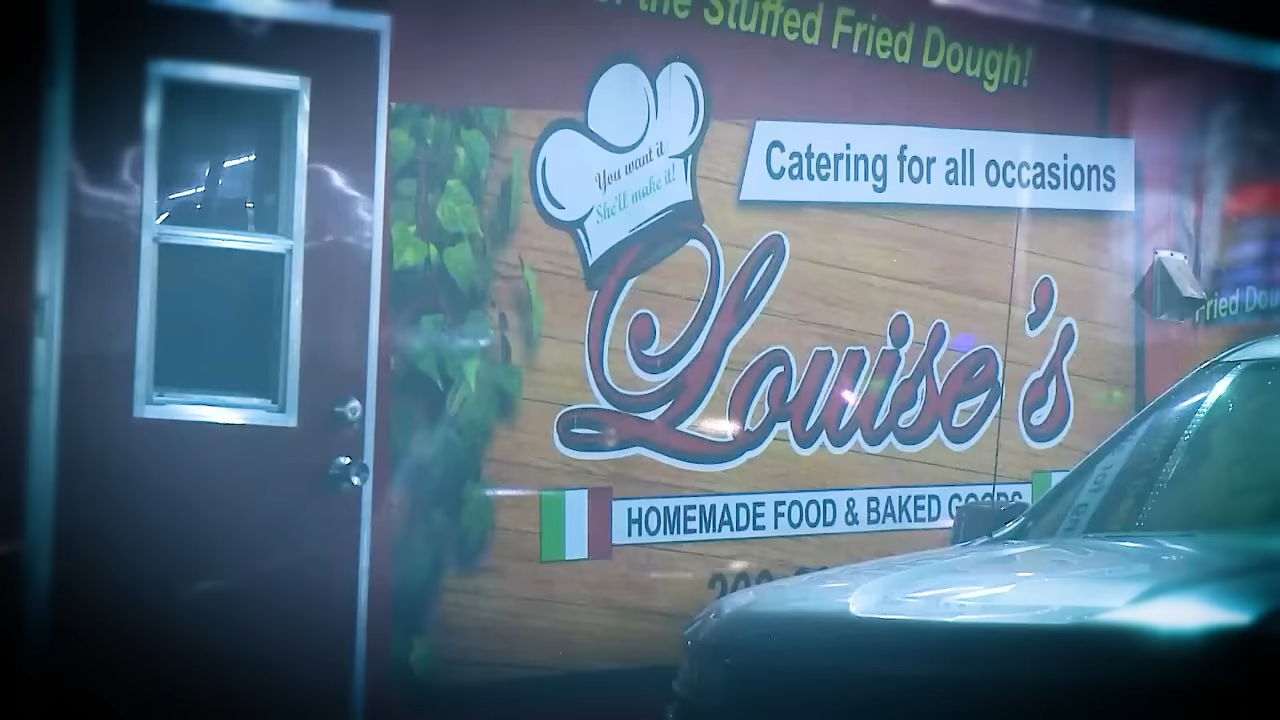 the Stuffed Fried Dough!
You want it
She'll make it!
Catering for all occasions
Louise's
HOMEMADE FOOD & BAKED GOODS
Fried